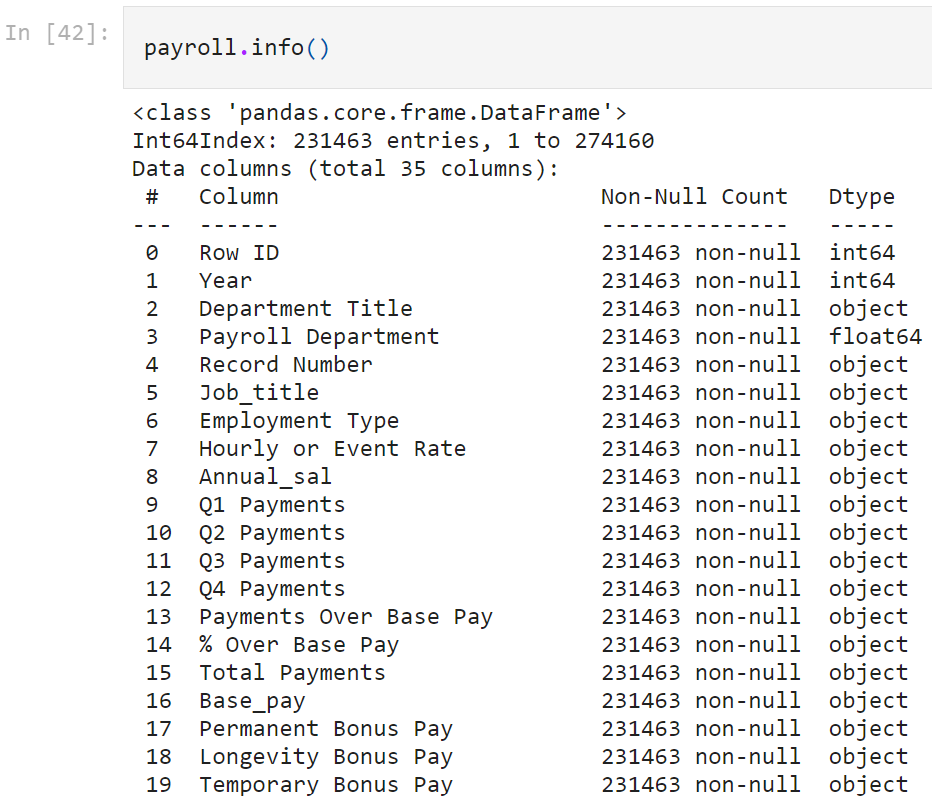 In [42]:
payroll.info()
<class 'pandas.core.frame.DataFrame'>
Int64Index: 231463 entries, 1 to 274160
Data columns (total 35 columns):
 #   Column                        Non-Null Count   Dtype
---  ------                        --------------   -----
 0   Row ID                        231463 non-null  int64
 1   Year                          231463 non-null  int64
 2   Department Title              231463 non-null  object
 3   Payroll Department            231463 non-null  float64
 4   Record Number                 231463 non-null  object
 5   Job_title                     231463 non-null  object
 6   Employment Type               231463 non-null  object
 7   Hourly or Event Rate          231463 non-null  object
 8   Annual_sal                    231463 non-null  object
 9   Q1 Payments                   231463 non-null  object
 10  Q2 Payments                   231463 non-null  object
 11  Q3 Payments                   231463 non-null  object
 12  Q4 Payments                   231463 non-null  object
 13  Payments Over Base Pay        231463 non-null  object
 14  % Over Base Pay               231463 non-null  object
 15  Total Payments                231463 non-null  object
 16  Base_pay                      231463 non-null  object
 17  Permanent Bonus Pay           231463 non-null  object
 18  Longevity Bonus Pay           231463 non-null  object
 19  Temporary Bonus Pay           231463 non-null  object